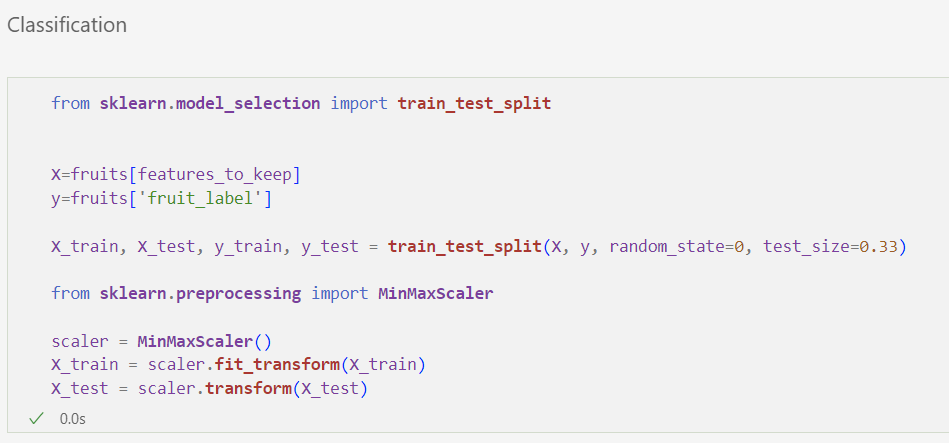 Classification
from sklearn.model_selection import train_test_split
X=fruits[features_to_keep]
y=fruits['fruit_label']
X_train, X_test, y_train, y_test = train_test_split(X, y, random_state=0, test_size=0.33)
from sklearn.preprocessing import MinMaxScaler
scaler = MinMaxScaler()
X_train = scaler.fit_transform(X_train)
X_test = scaler.transform(X_test)
0.0s